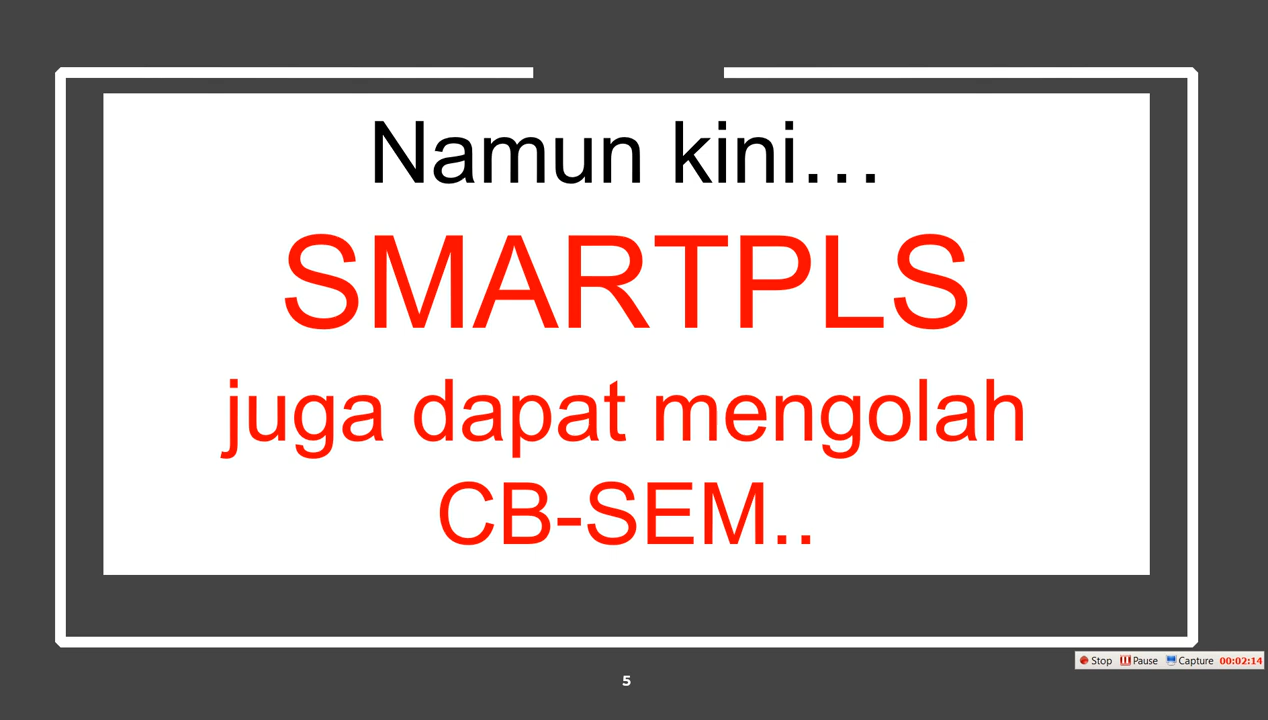 Namun kini…
SMARTPLS
juga dapat mengolah
CB-SEM..
Stop Pause Capture 00:02:14
5